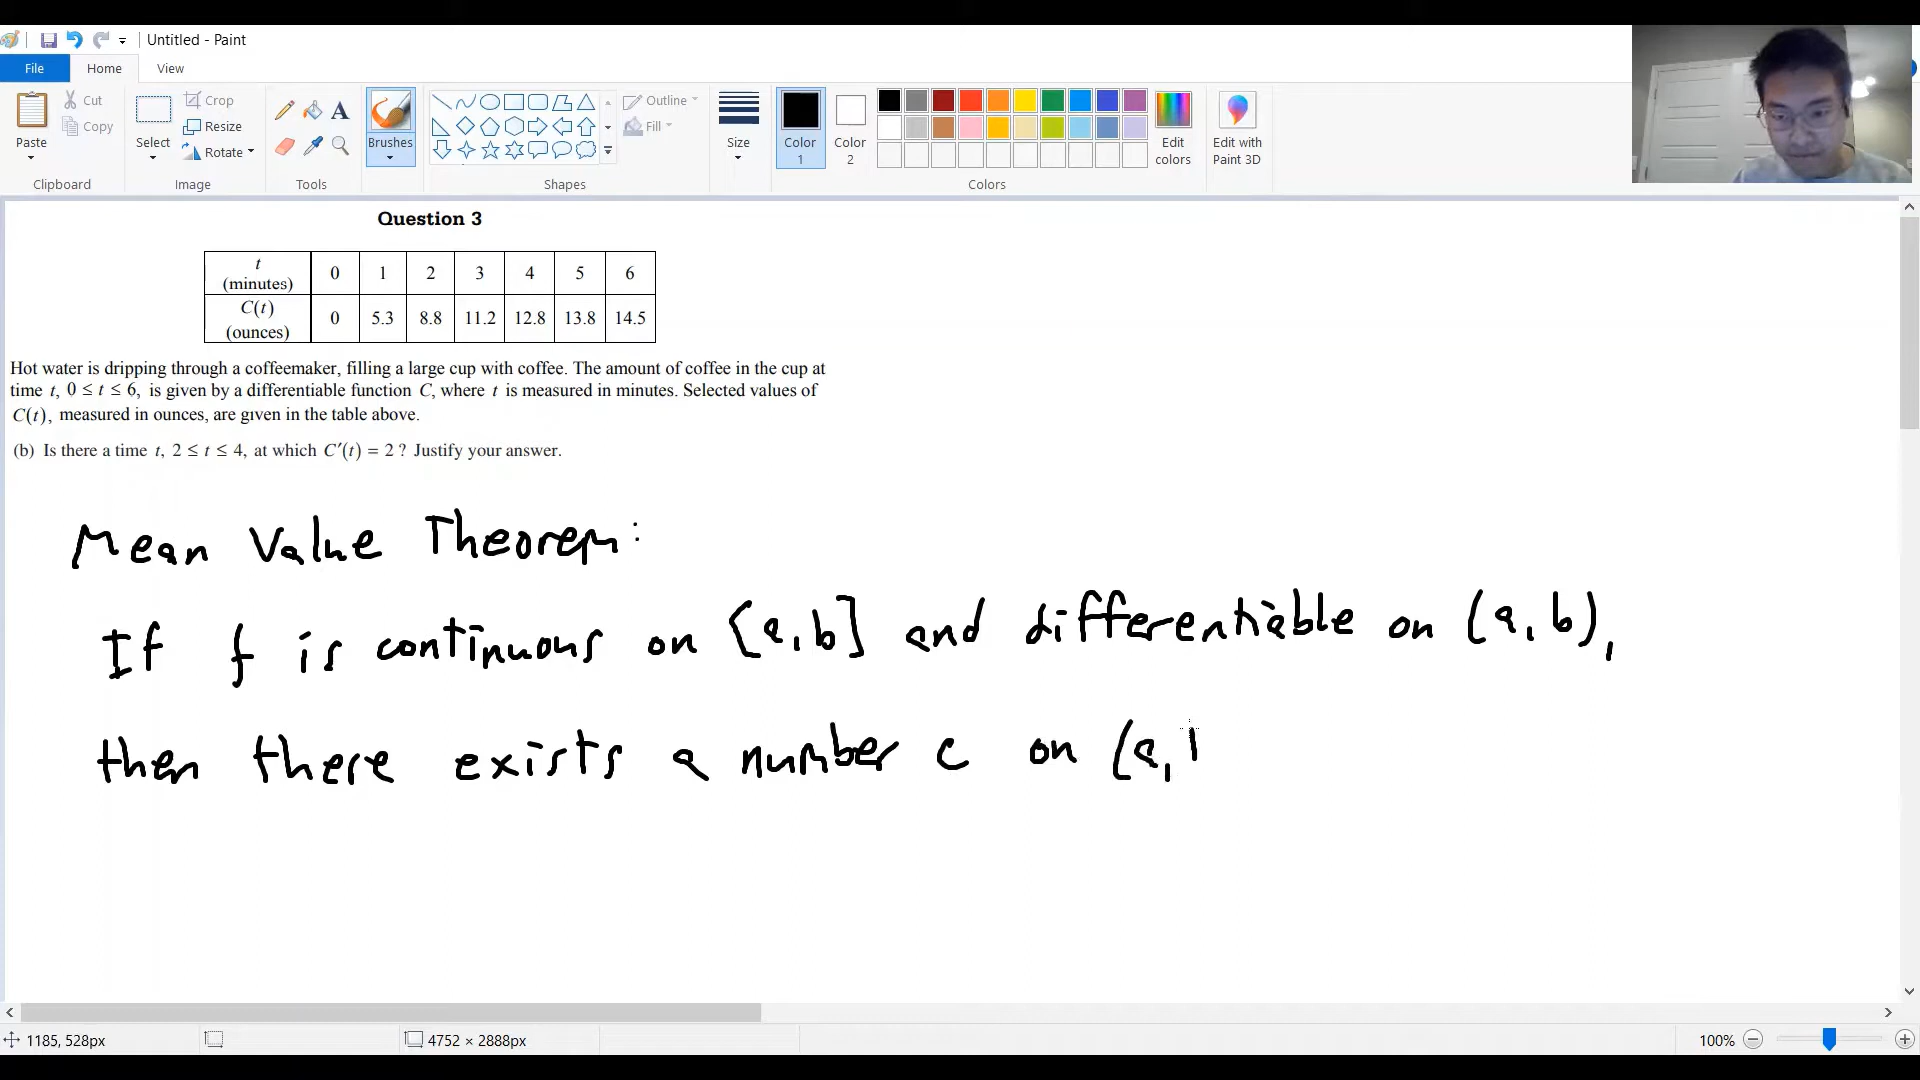 Untitled - Paint
File Home View
Paste
Cut
Copy
Clipboard
Select
Crop
Resize
Rotate
Image
Tools
Brushes
Shapes
Outline
Fill
Size
Color 1
Color 2
Colors
Edit colors
Edit with Paint 3D
Question 3
t (minutes) 0 1 2 3 4 5 6
C(t) (ounces) 0 5.3 8.8 11.2 12.8 13.8 14.5
Hot water is dripping through a coffeemaker, filling a large cup with coffee. The amount of coffee in the cup at
time t, 0 ≤ t ≤ 6, is given by a differentiable function C, where t is measured in minutes. Selected values of
C(t), measured in ounces, are given in the table above.
(b) Is there a time t, 2 ≤ t ≤ 4, at which C′(t) = 2 ? Justify your answer.
Mean Value Theorem:
If f is continuous on [a,b] and differentiable on (a,b),
then there exists a number c on (a,
1185, 528px
4752 × 2888px
100%